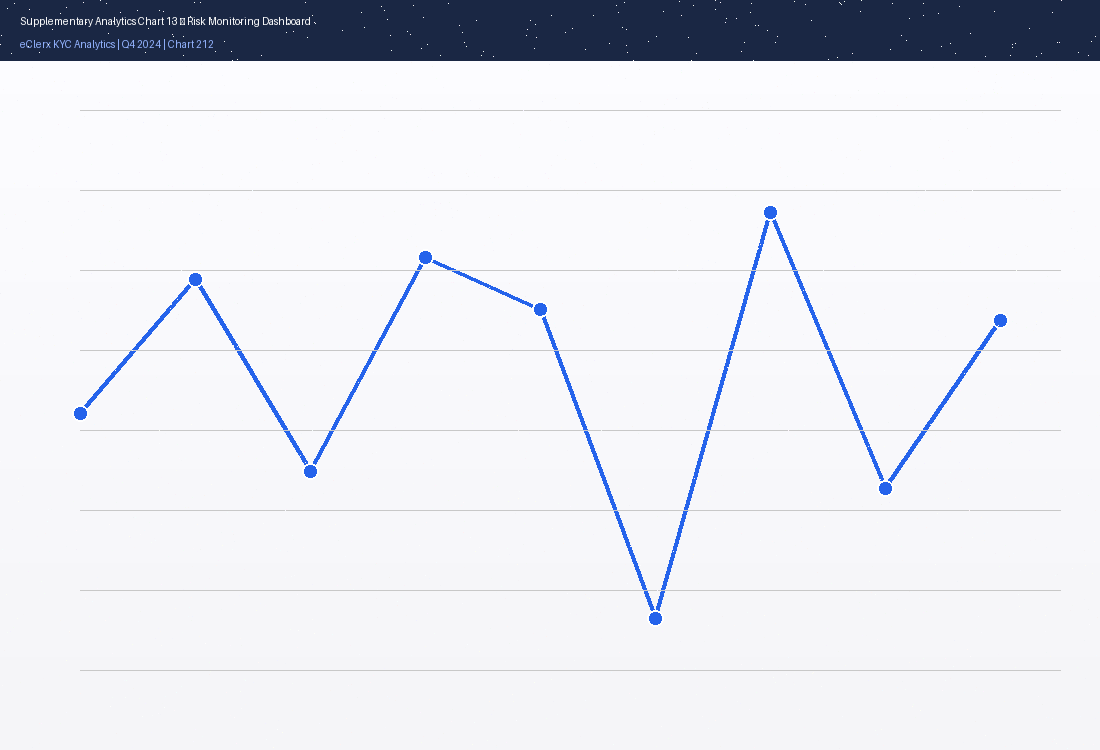 Supplementary Analytics Chart 13 ▯ Risk Monitoring Dashboard
eClerx KYC Analytics | Q4 2024 | Chart 212